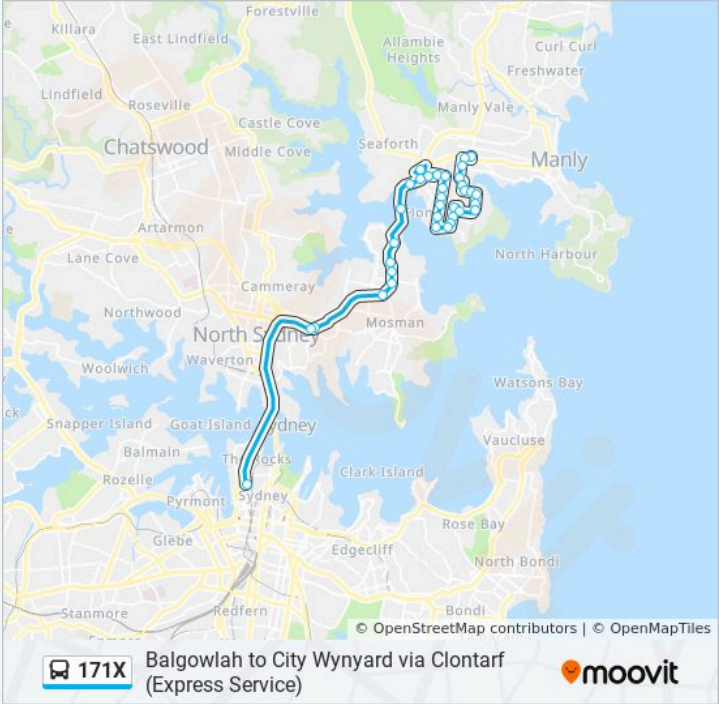 Forestville
Killara
East Lindfield
Allambie
Heights
Curl Curl
Freshwater
Lindfield
Roseville
Manly Vale
Castle Cove
Chatswood
Middle Cove
Seaforth
Manly
Artarmon
Lane Cove
North Harbour
Cammeray
Northwood
North Sydney
Mosman
Waverton
Woolwich
Watsons Bay
Snapper Island
Goat Island
Balmain
Vaucluse
Rozelle
Clark Island
Pyrmont
Sydney
Glebe
Rose Bay
Edgecliff
North Bondi
Stanmore
Redfern
Bondi
© OpenStreetMap contributors | © OpenMapTiles
171X
Balgowlah to City Wynyard via Clontarf
(Express Service)
moovit